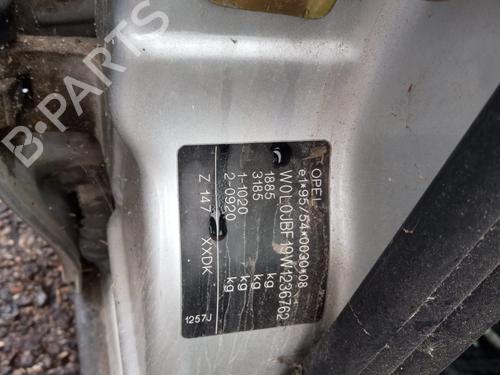 OPEL
e1*95/54*0030*08
W0L0JBF19W1236762
1885 kg
3185 kg
1-1020 kg
2-0920 kg
Z 147 XXDK
1257J
B-PARTS